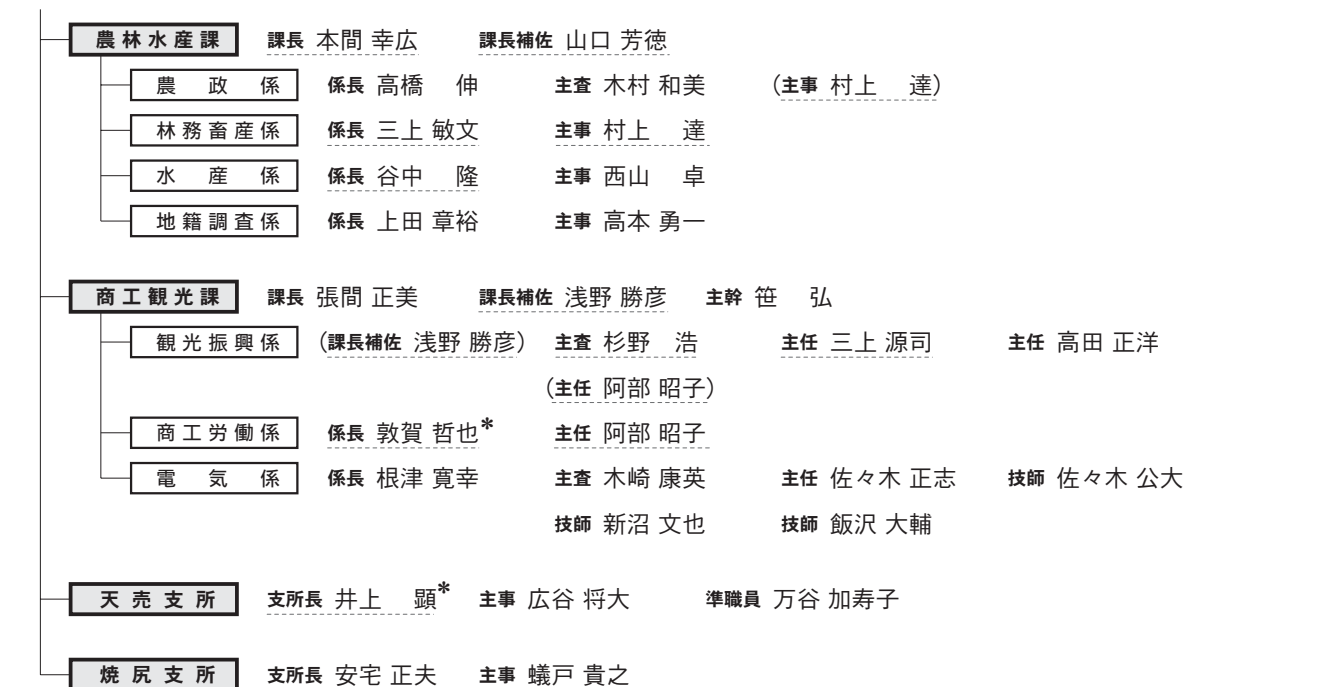 農林水産課 課長 本間 幸広 課長補佐 山口 芳徳
農政係 係長 高橋 伸 主査 木村 和美 （主事 村上 達）
林務畜産係 係長 三上 敏文 主事 村上 達
水産係 係長 谷中 隆 主事 西山 卓
地籍調査係 係長 上田 章裕 主事 高本 勇一
商工観光課 課長 張間 正美 課長補佐 浅野 勝彦 主幹 笹 弘
観光振興係 （課長補佐 浅野 勝彦） 主査 杉野 浩 主任 三上 源司 主任 高田 正洋
（主任 阿部 昭子）
商工労働係 係長 敦賀 哲也* 主任 阿部 昭子
電気係 係長 根津 寛幸 主査 木崎 康英 主任 佐々木 正志 技師 佐々木 公大
技師 新沼 文也 技師 飯沢 大輔
天売支所 支所長 井上 顕* 主事 広谷 将大 準職員 万谷 加寿子
焼尻支所 支所長 安宅 正夫 主事 蟻戸 貴之